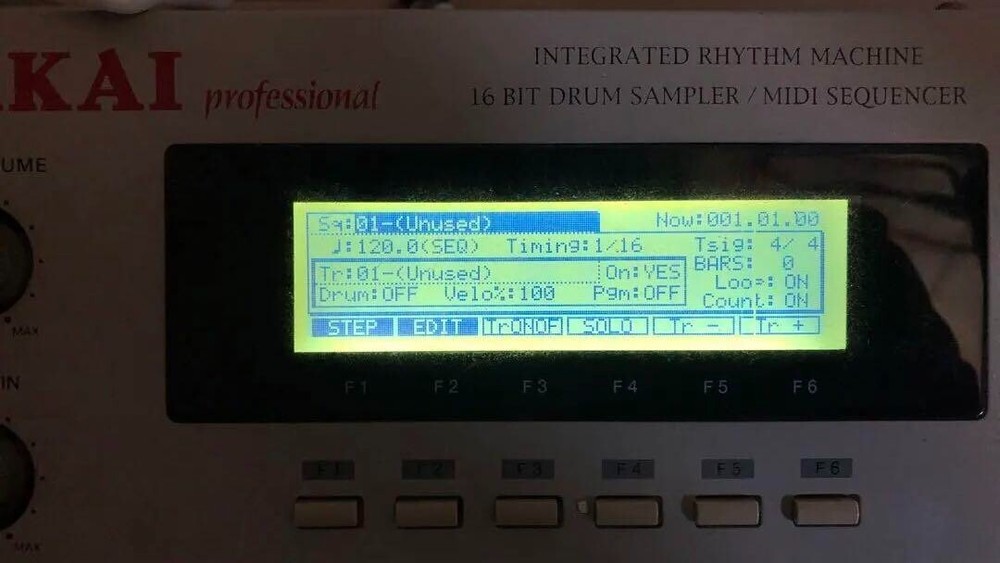 KAI professional
INTEGRATED RHYTHM MACHINE
16 BIT DRUM SAMPLER / MIDI SEQUENCER
UME
MAX
IN
MAX
Sq:01-(Unused) Now:001.01.00
♩:120.0(SEQ) Timing:1/16 Tsig: 4/ 4
BARS: 0
Tr:01-(Unused) On:YES
Loop: ON
Drum:OFF Velo%:100 Pgm:OFF
Count: ON
STEP EDIT TrONOF SOLO Tr - Tr +
F1 F2 F3 F4 F5 F6
F1 F2 F3 F4 F5 F6